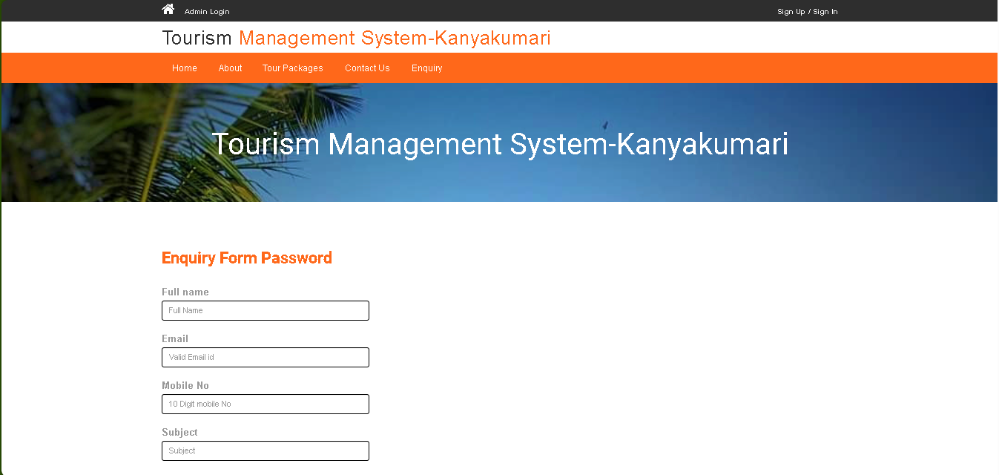 Admin Login Sign Up / Sign In
Tourism Management System-Kanyakumari
Home About Tour Packages Contact Us Enquiry
Tourism Management System-Kanyakumari
Enquiry Form Password
Full name
Full Name
Email
Valid Email id
Mobile No
10 Digit mobile No
Subject
Subject